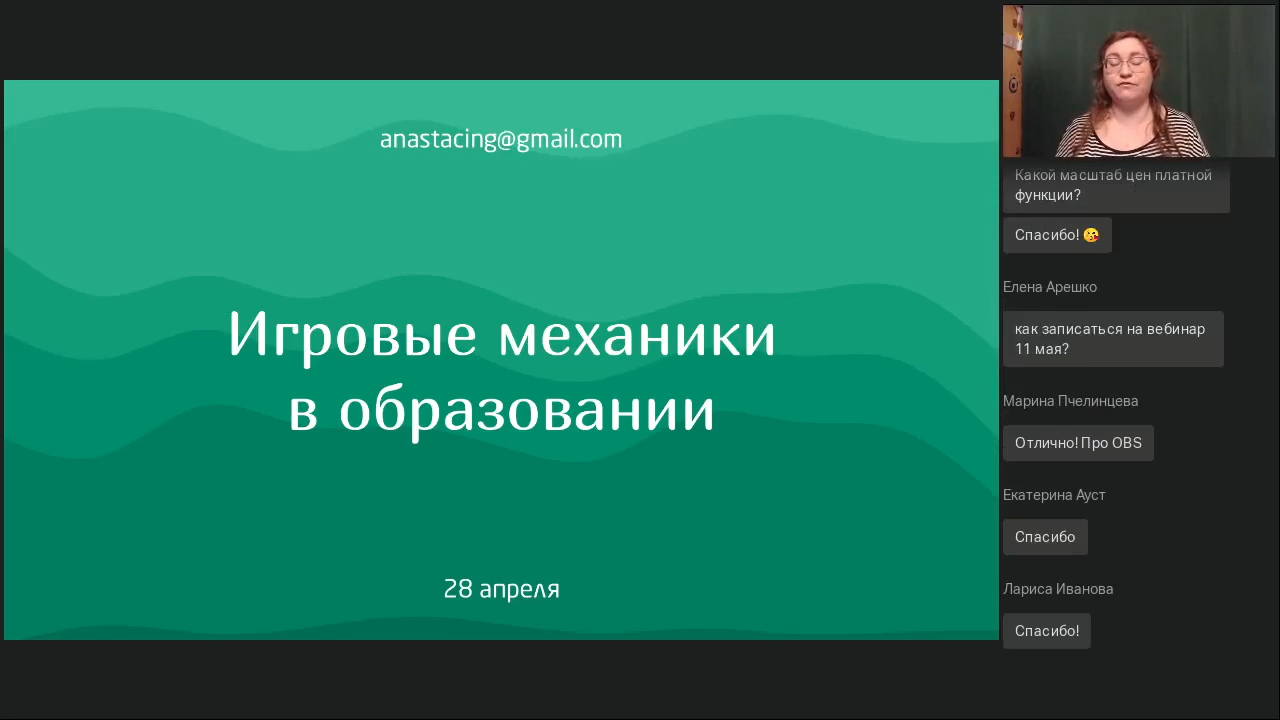 anastacing@gmail.com
Игровые механики
в образовании
28 апреля
Какой масштаб цен платной
функции?
Спасибо! 😘
Елена Арешко
как записаться на вебинар
11 мая?
Марина Пчелинцева
Отлично! Про OBS
Екатерина Ауст
Спасибо
Лариса Иванова
Спасибо!